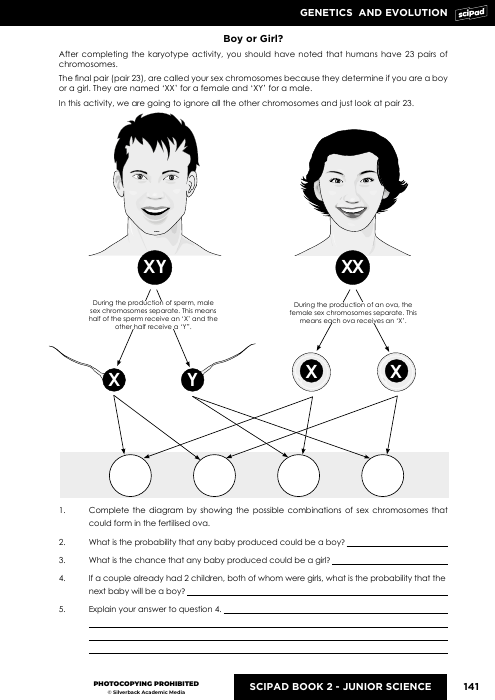 GENETICS AND EVOLUTION
scipad
Boy or Girl?
After completing the karyotype activity, you should have noted that humans have 23 pairs of
chromosomes.
The final pair (pair 23), are called your sex chromosomes because they determine if you are a boy
or a girl. They are named 'XX' for a female and 'XY' for a male.
In this activity, we are going to ignore all the other chromosomes and just look at pair 23.
XY
XX
During the production of sperm, male
sex chromosomes separate. This means
half of the sperm receive an 'X' and the
other half receive a 'Y".
During the production of an ova, the
female sex chromosomes separate. This
means each ova receives an 'X'.
X
Y
X
X
1. Complete the diagram by showing the possible combinations of sex chromosomes that
could form in the fertilised ova.
2. What is the probability that any baby produced could be a boy?
3. What is the chance that any baby produced could be a girl?
4. If a couple already had 2 children, both of whom were girls, what is the probability that the
next baby will be a boy?
5. Explain your answer to question 4.
PHOTOCOPYING PROHIBITED
© Silverback Academic Media
SCIPAD BOOK 2 - JUNIOR SCIENCE
141